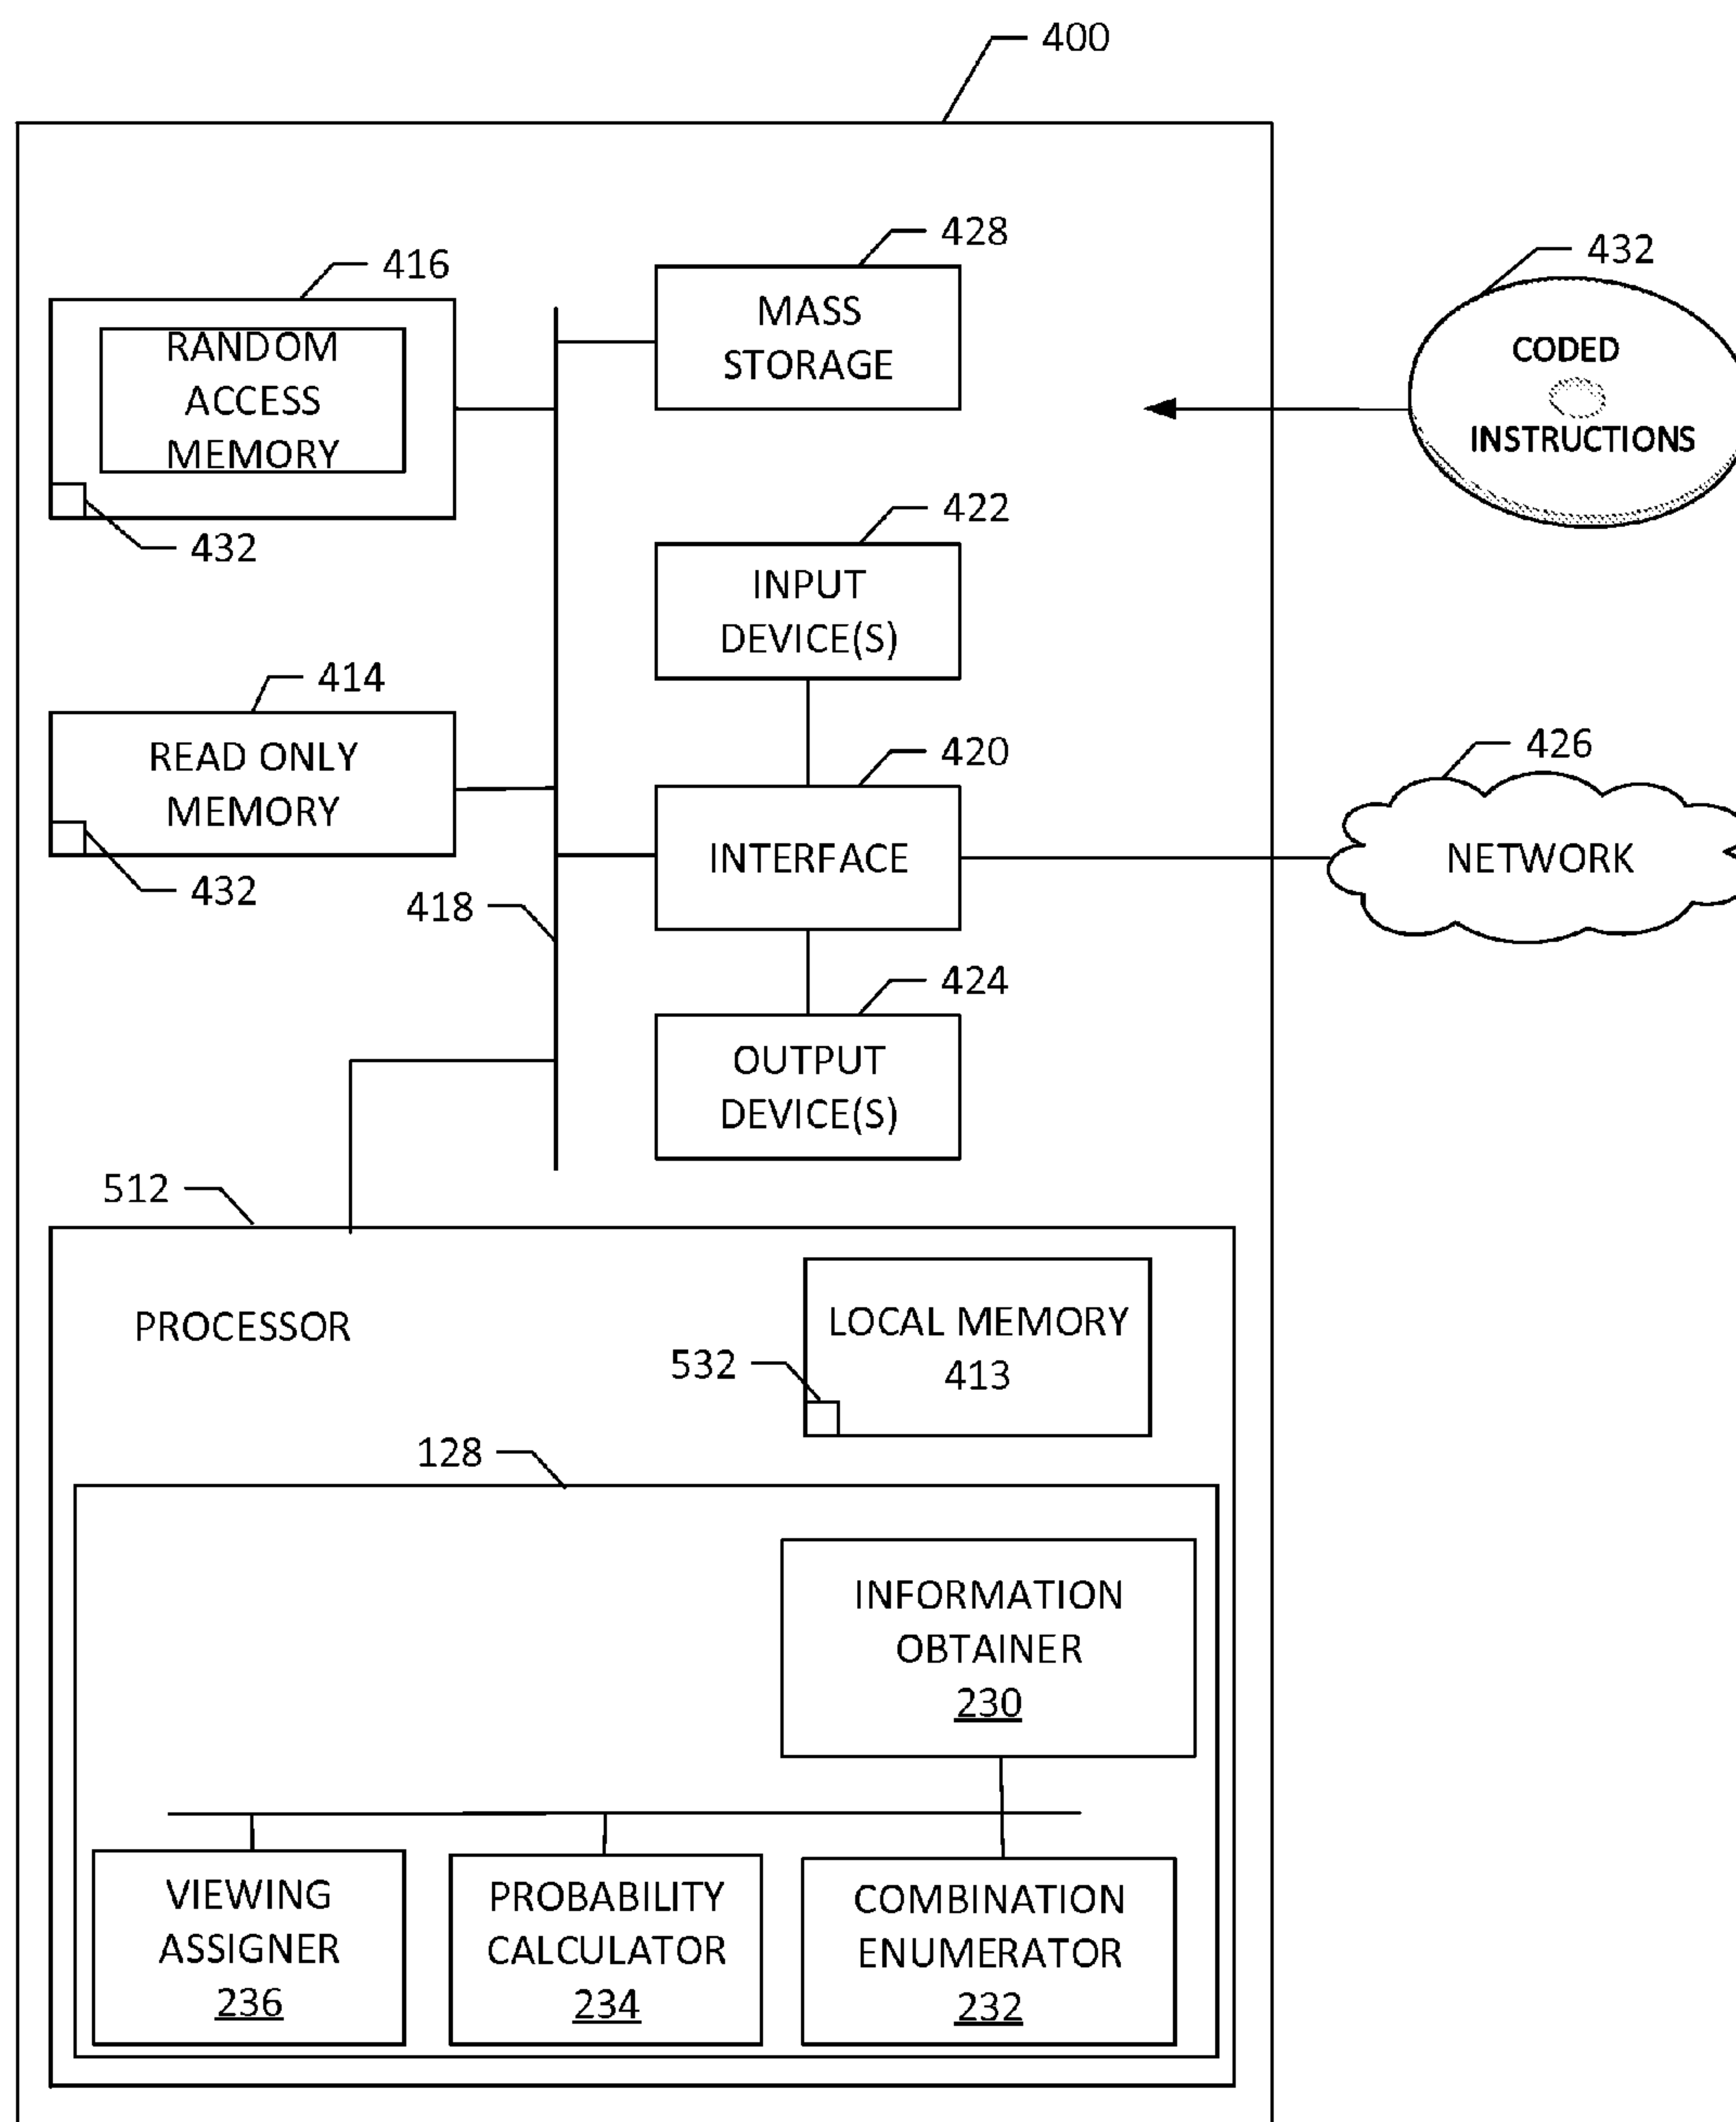 400
416
RANDOM
ACCESS
MEMORY
432
428
MASS
STORAGE
432
CODED
INSTRUCTIONS
422
INPUT
DEVICE(S)
414
READ ONLY
MEMORY
432
420
INTERFACE
426
NETWORK
418
424
OUTPUT
DEVICE(S)
512
PROCESSOR
LOCAL MEMORY
413
532
128
INFORMATION
OBTAINER
230
VIEWING
ASSIGNER
236
PROBABILITY
CALCULATOR
234
COMBINATION
ENUMERATOR
232